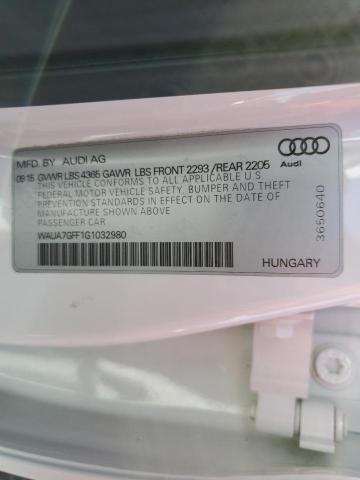 MFD. BY AUDI AG
09 15 GVWR LBS 4365 GAWR LBS FRONT 2293 /REAR 2205
THIS VEHICLE CONFORMS TO ALL APPLICABLE US
FEDERAL MOTOR VEHICLE SAFETY, BUMPER AND THEFT
PREVENTION STANDARDS IN EFFECT ON THE DATE OF
MANUFACTURE SHOWN ABOVE
PASSENGER CAR
WAUA7GFF1G1032980
HUNGARY
Audi
3650640